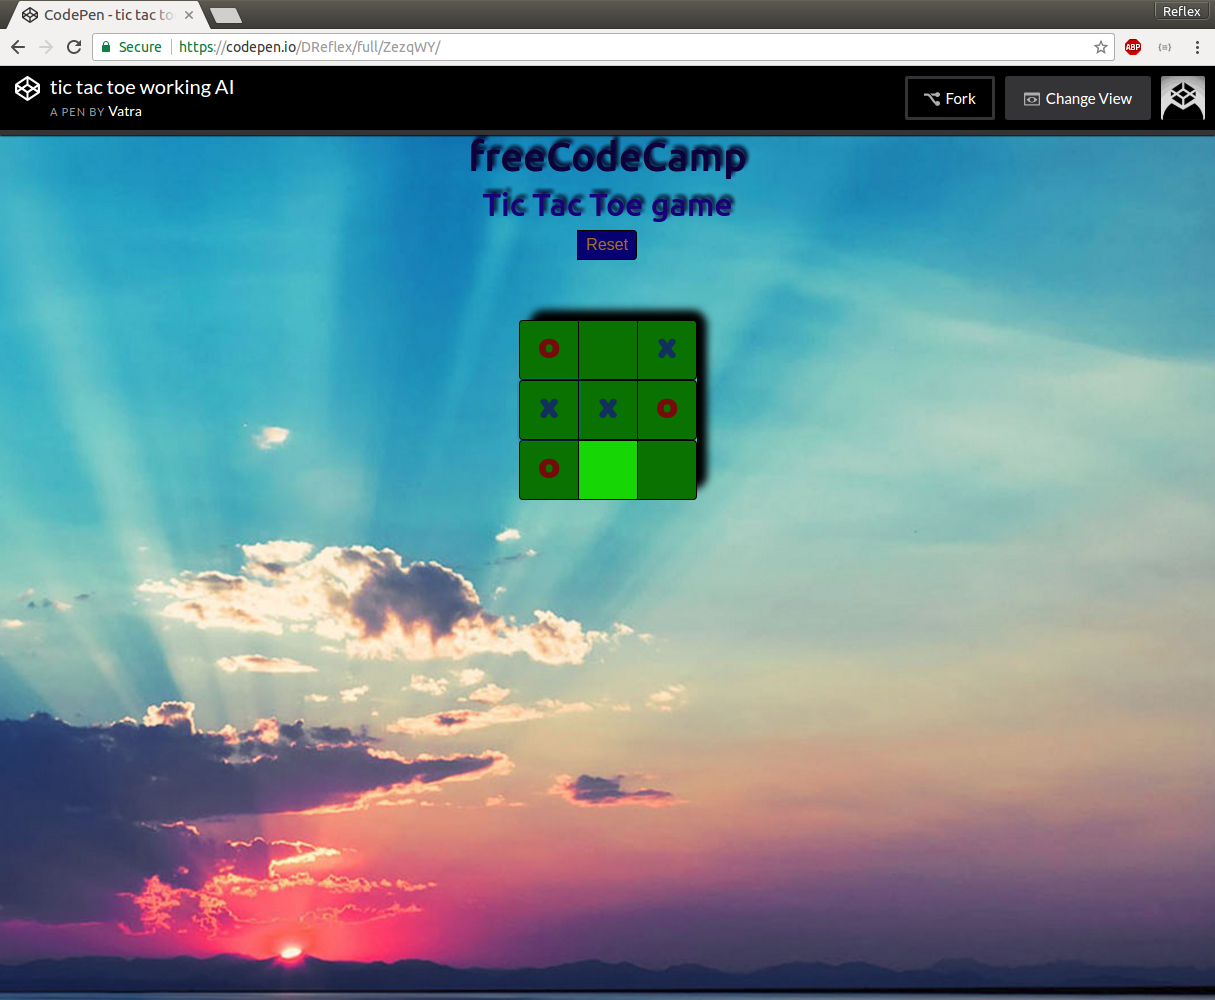 Reflex
CodePen - tic tac to
Secure https://codepen.io/DReflex/full/ZezqWY/
ABP
tic tac toe working AI
A PEN BY Vatra
Fork
Change View
freeCodeCamp
Tic Tac Toe game
Reset
O X
X X O
O